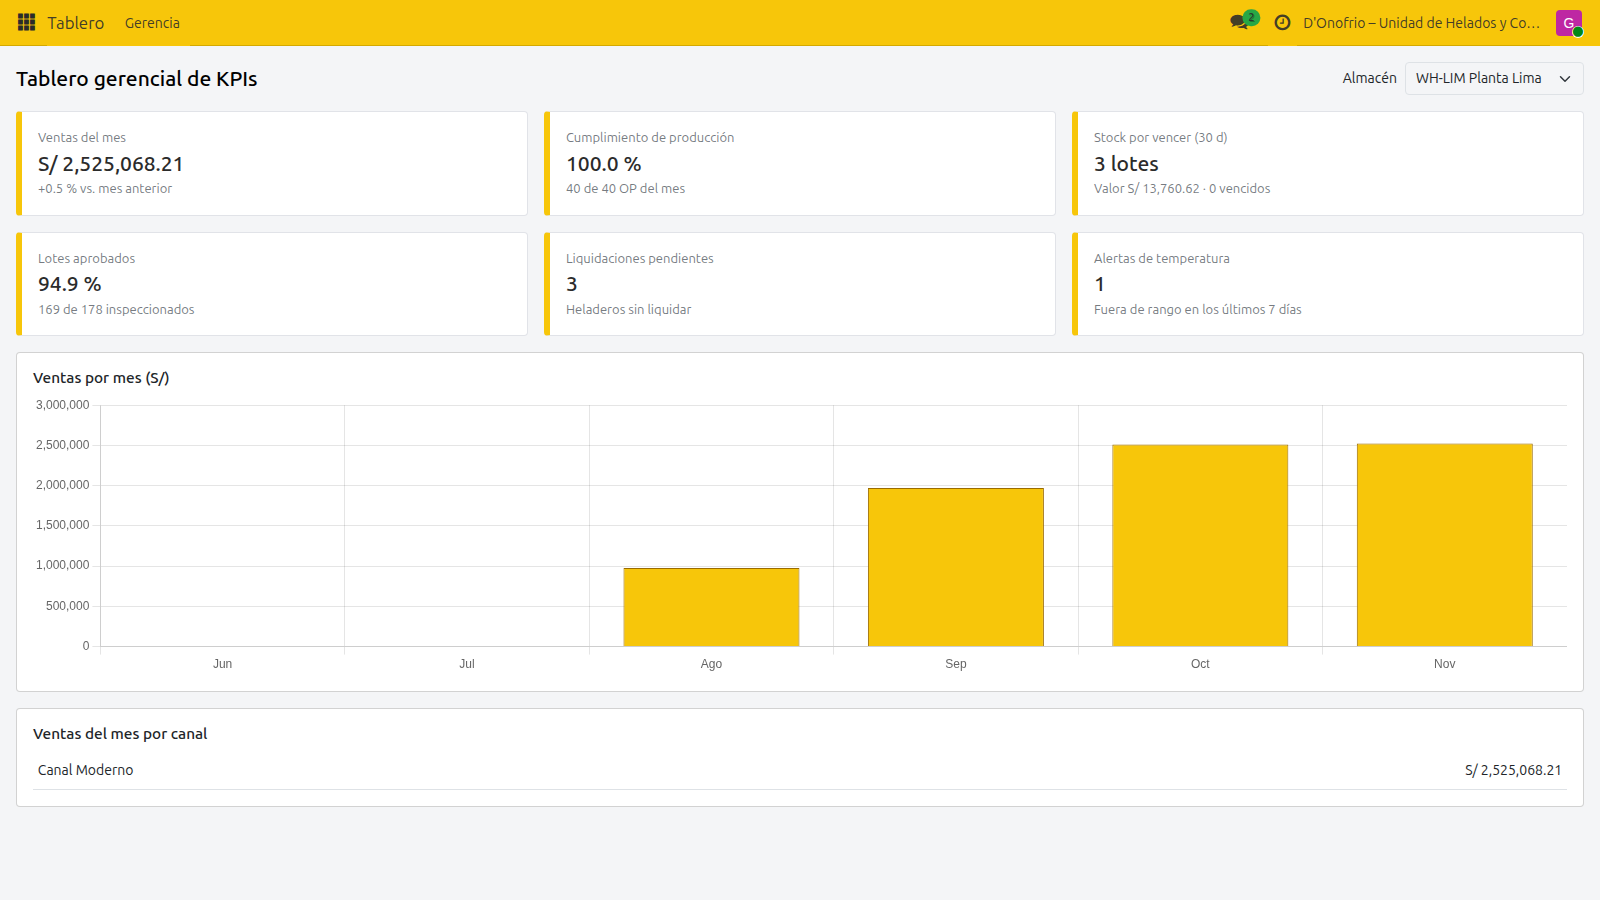 Tablero Gerencia 2 D'Onofrio – Unidad de Helados y Co... G
Tablero gerencial de KPIs
Almacén WH-LIM Planta Lima
Ventas del mes
S/ 2,525,068.21
+0.5 % vs. mes anterior
Cumplimiento de producción
100.0 %
40 de 40 OP del mes
Stock por vencer (30 d)
3 lotes
Valor S/ 13,760.62 · 0 vencidos
Lotes aprobados
94.9 %
169 de 178 inspeccionados
Liquidaciones pendientes
3
Heladeros sin liquidar
Alertas de temperatura
1
Fuera de rango en los últimos 7 días
Ventas por mes (S/)
3,000,000
2,500,000
2,000,000
1,500,000
1,000,000
500,000
0
Jun Jul Ago Sep Oct Nov
Ventas del mes por canal
Canal Moderno S/ 2,525,068.21